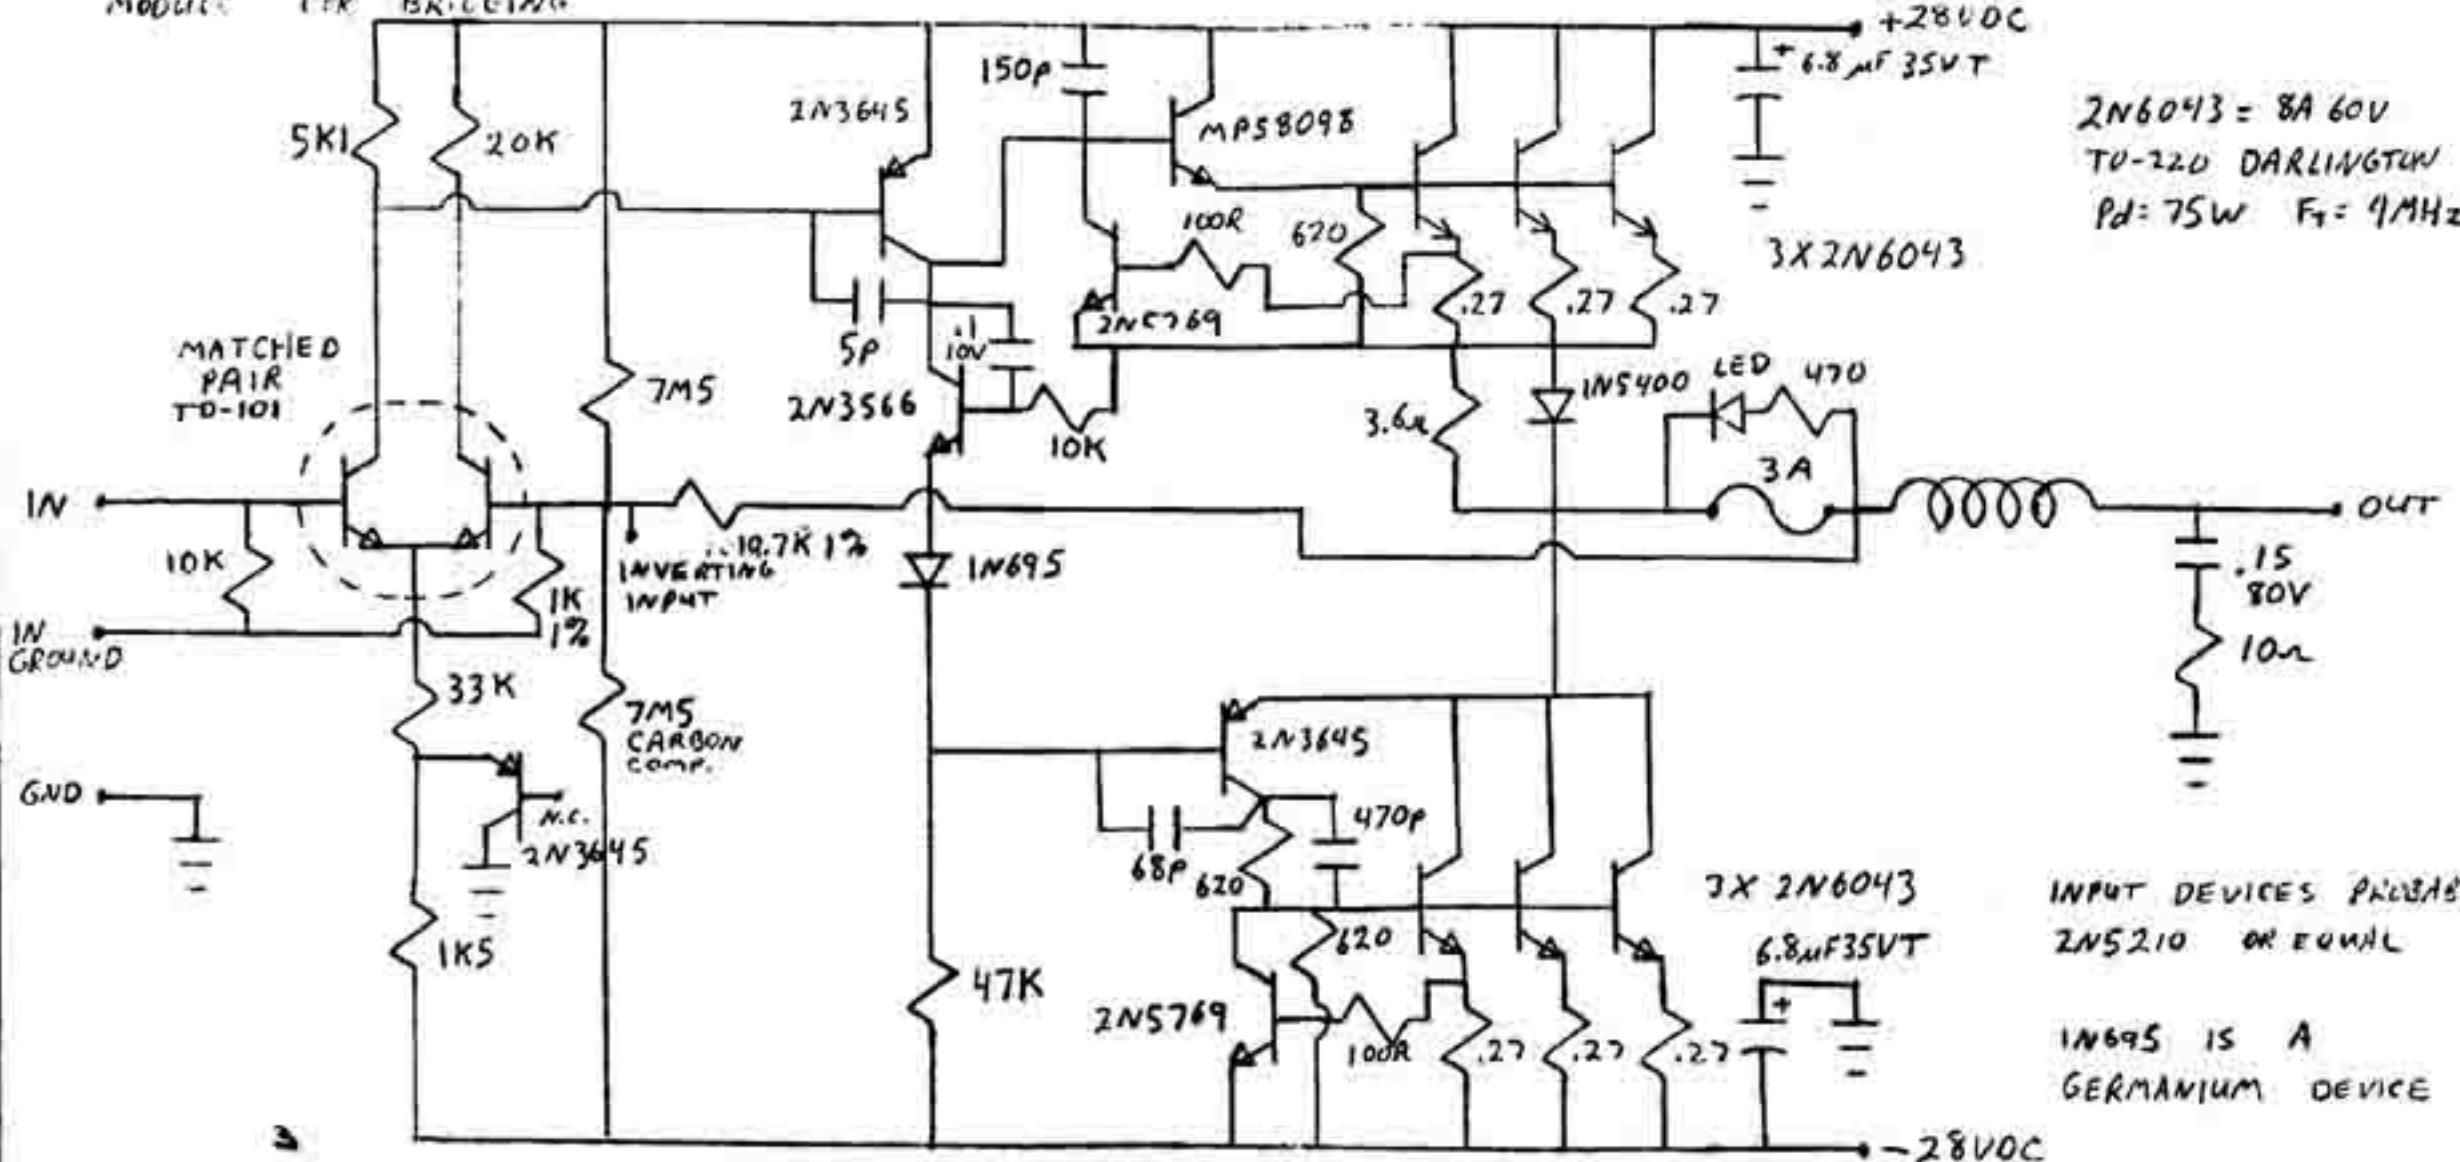 +28VDC
150p
+ 6.8 µF 35VT
2N3645
MPS8098
2N6043 = 8A 60V
TO-220 DARLINGTON
Pd = 75W
5K1
20K
100R
620
3X2N6043
.27
.27
.27
5p
.1
10V
MATCHED
PAIR
TO-101
7M5
2N3566
10K
1N5400
LED
470
3.6Ω
3A
IN
OUT
10K
1%
INVERTING
INPUT
1N695
1K
1%
.15
80V
IN
GROUND
10Ω
33K
7M5
CARBON
COMP.
2N3645
GND
N.C.
2N3645
470p
68p
620
3X 2N6043
INPUT DEVICES
2N5210 OR EQUAL
1K5
620
6.8µF35VT
+
47K
2N5769
100R
.27
.27
.27
1N695 IS A
GERMANIUM DEVICE
3
-28VDC